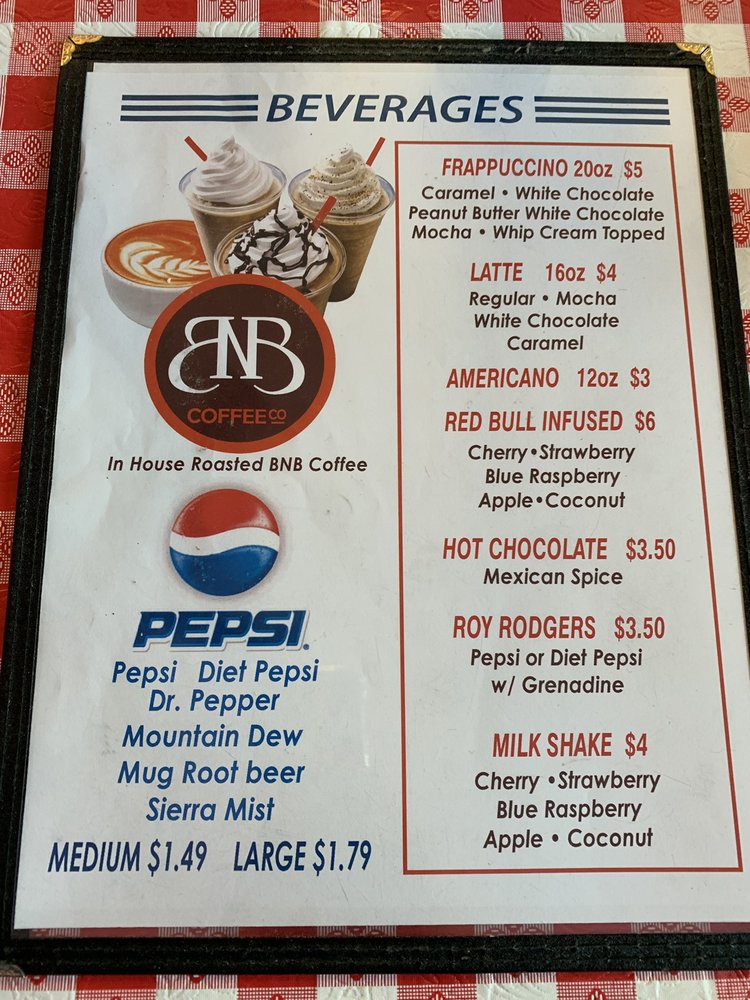 BEVERAGES
BNB
COFFEE CO
In House Roasted BNB Coffee
PEPSI
Pepsi Diet Pepsi
Dr. Pepper
Mountain Dew
Mug Root beer
Sierra Mist
MEDIUM $1.49 LARGE $1.79
FRAPPUCCINO 20oz $5
Caramel • White Chocolate
Peanut Butter White Chocolate
Mocha • Whip Cream Topped
LATTE 16oz $4
Regular • Mocha
White Chocolate
Caramel
AMERICANO 12oz $3
RED BULL INFUSED $6
Cherry•Strawberry
Blue Raspberry
Apple•Coconut
HOT CHOCOLATE $3.50
Mexican Spice
ROY RODGERS $3.50
Pepsi or Diet Pepsi
w/ Grenadine
MILK SHAKE $4
Cherry •Strawberry
Blue Raspberry
Apple • Coconut